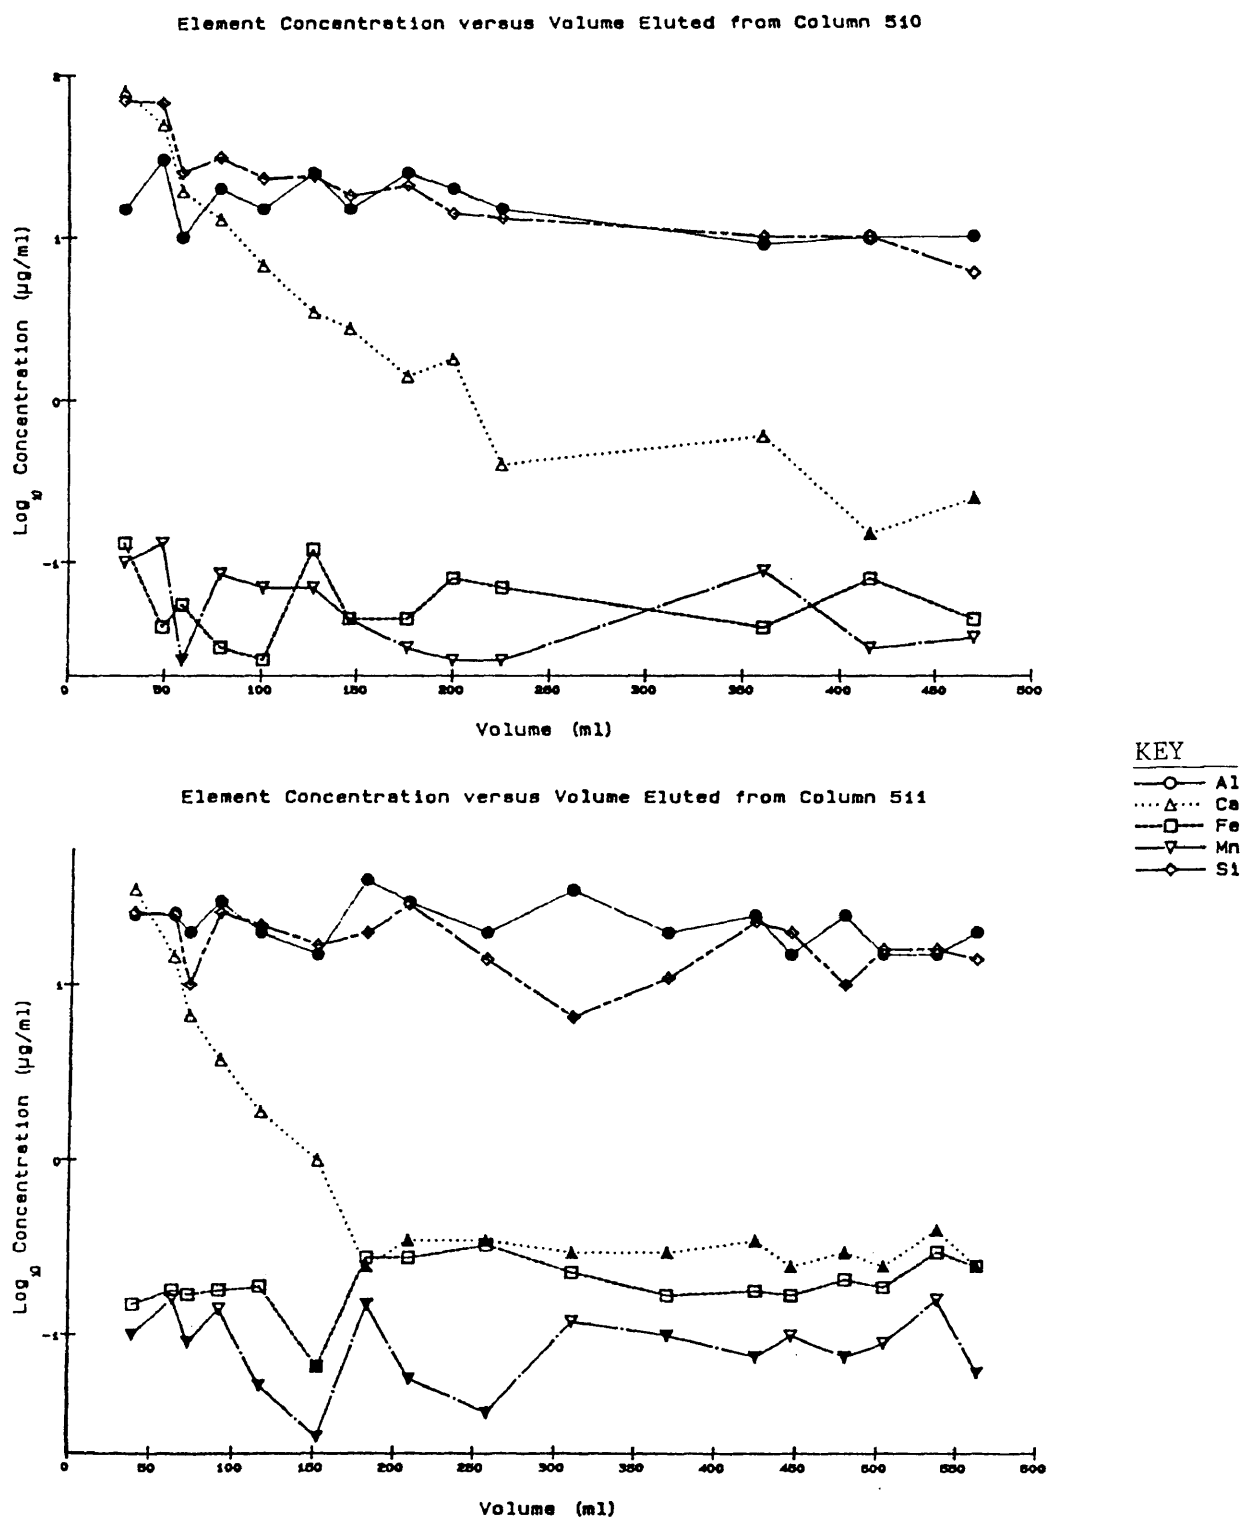 Element Concentration versus Volume Eluted from Column 510
Log10 Concentration (µg/ml)
2
1
0
-1
0 50 100 150 200 250 300 350 400 450 500
Volume (ml)
KEY
Al
Ca
Fe
Mn
Si
Element Concentration versus Volume Eluted from Column 511
Log10 Concentration (µg/ml)
1
0
-1
0 50 100 150 200 250 300 350 400 450 500 550 600
Volume (ml)